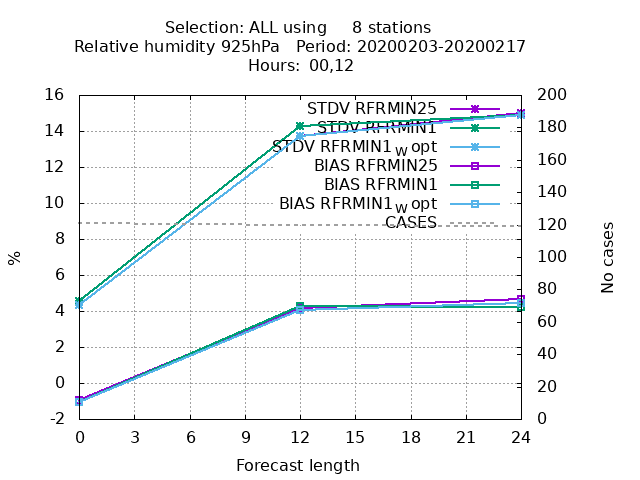 Selection: ALL using     8 stations
Relative humidity 925hPa   Period: 20200203-20200217
Hours: 00,12
16
14
12
10
8
6
4
2
0
-2
%
200
180
160
140
120
100
80
60
40
20
0
No cases
STDV RFRMIN25
STDV RFRMIN1
STDV RFRMIN1_W opt
BIAS RFRMIN25
BIAS RFRMIN1
BIAS RFRMIN1_W opt
CASES
0 3 6 9 12 15 18 21 24
Forecast length